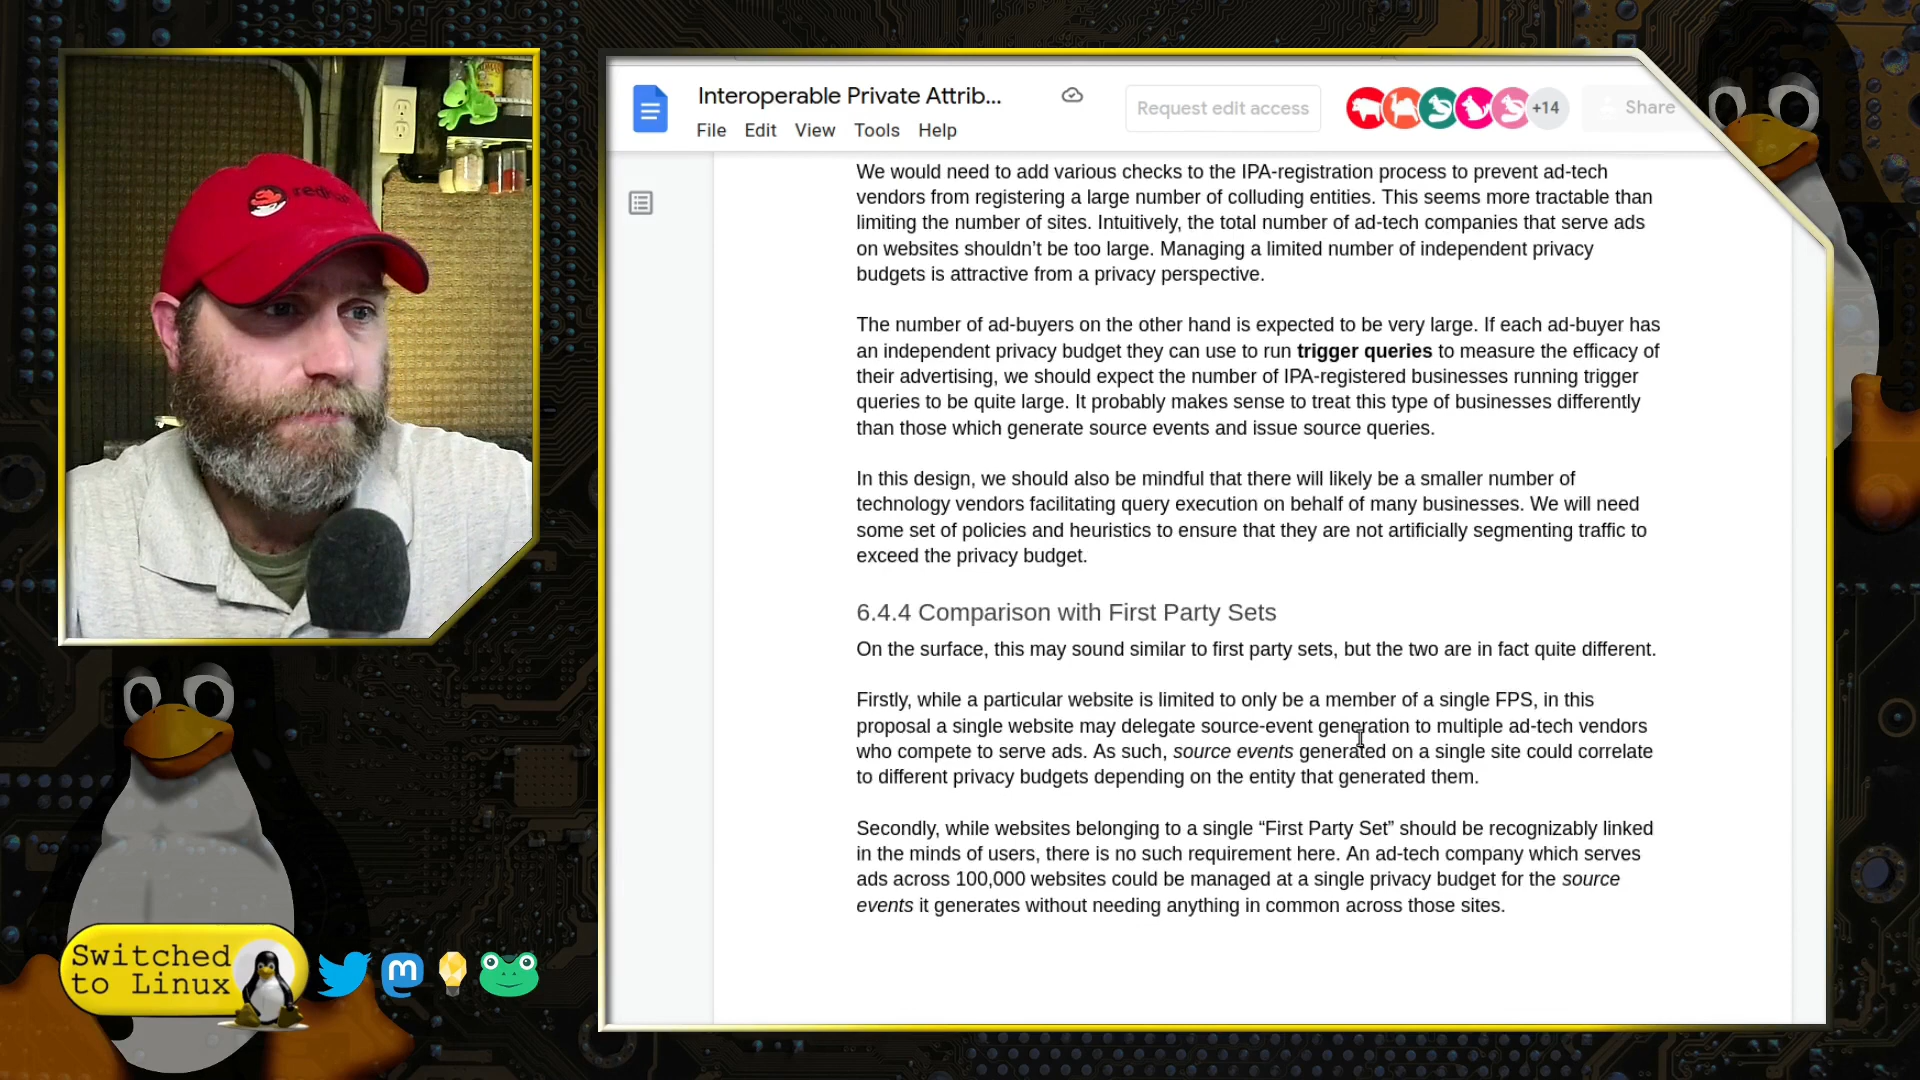 redhat
Interoperable Private Attrib...
Request edit access
+14
Share
File Edit View Tools Help
We would need to add various checks to the IPA-registration process to prevent ad-tech
vendors from registering a large number of colluding entities. This seems more tractable than
limiting the number of sites. Intuitively, the total number of ad-tech companies that serve ads
on websites shouldn’t be too large. Managing a limited number of independent privacy
budgets is attractive from a privacy perspective.
The number of ad-buyers on the other hand is expected to be very large. If each ad-buyer has
an independent privacy budget they can use to run trigger queries to measure the efficacy of
their advertising, we should expect the number of IPA-registered businesses running trigger
queries to be quite large. It probably makes sense to treat this type of businesses differently
than those which generate source events and issue source queries.
In this design, we should also be mindful that there will likely be a smaller number of
technology vendors facilitating query execution on behalf of many businesses. We will need
some set of policies and heuristics to ensure that they are not artificially segmenting traffic to
exceed the privacy budget.
6.4.4 Comparison with First Party Sets
On the surface, this may sound similar to first party sets, but the two are in fact quite different.
Firstly, while a particular website is limited to only be a member of a single FPS, in this
proposal a single website may delegate source-event generation to multiple ad-tech vendors
who compete to serve ads. As such, source events generated on a single site could correlate
to different privacy budgets depending on the entity that generated them.
Secondly, while websites belonging to a single “First Party Set” should be recognizably linked
in the minds of users, there is no such requirement here. An ad-tech company which serves
ads across 100,000 websites could be managed at a single privacy budget for the source
events it generates without needing anything in common across those sites.
Switched
to Linux